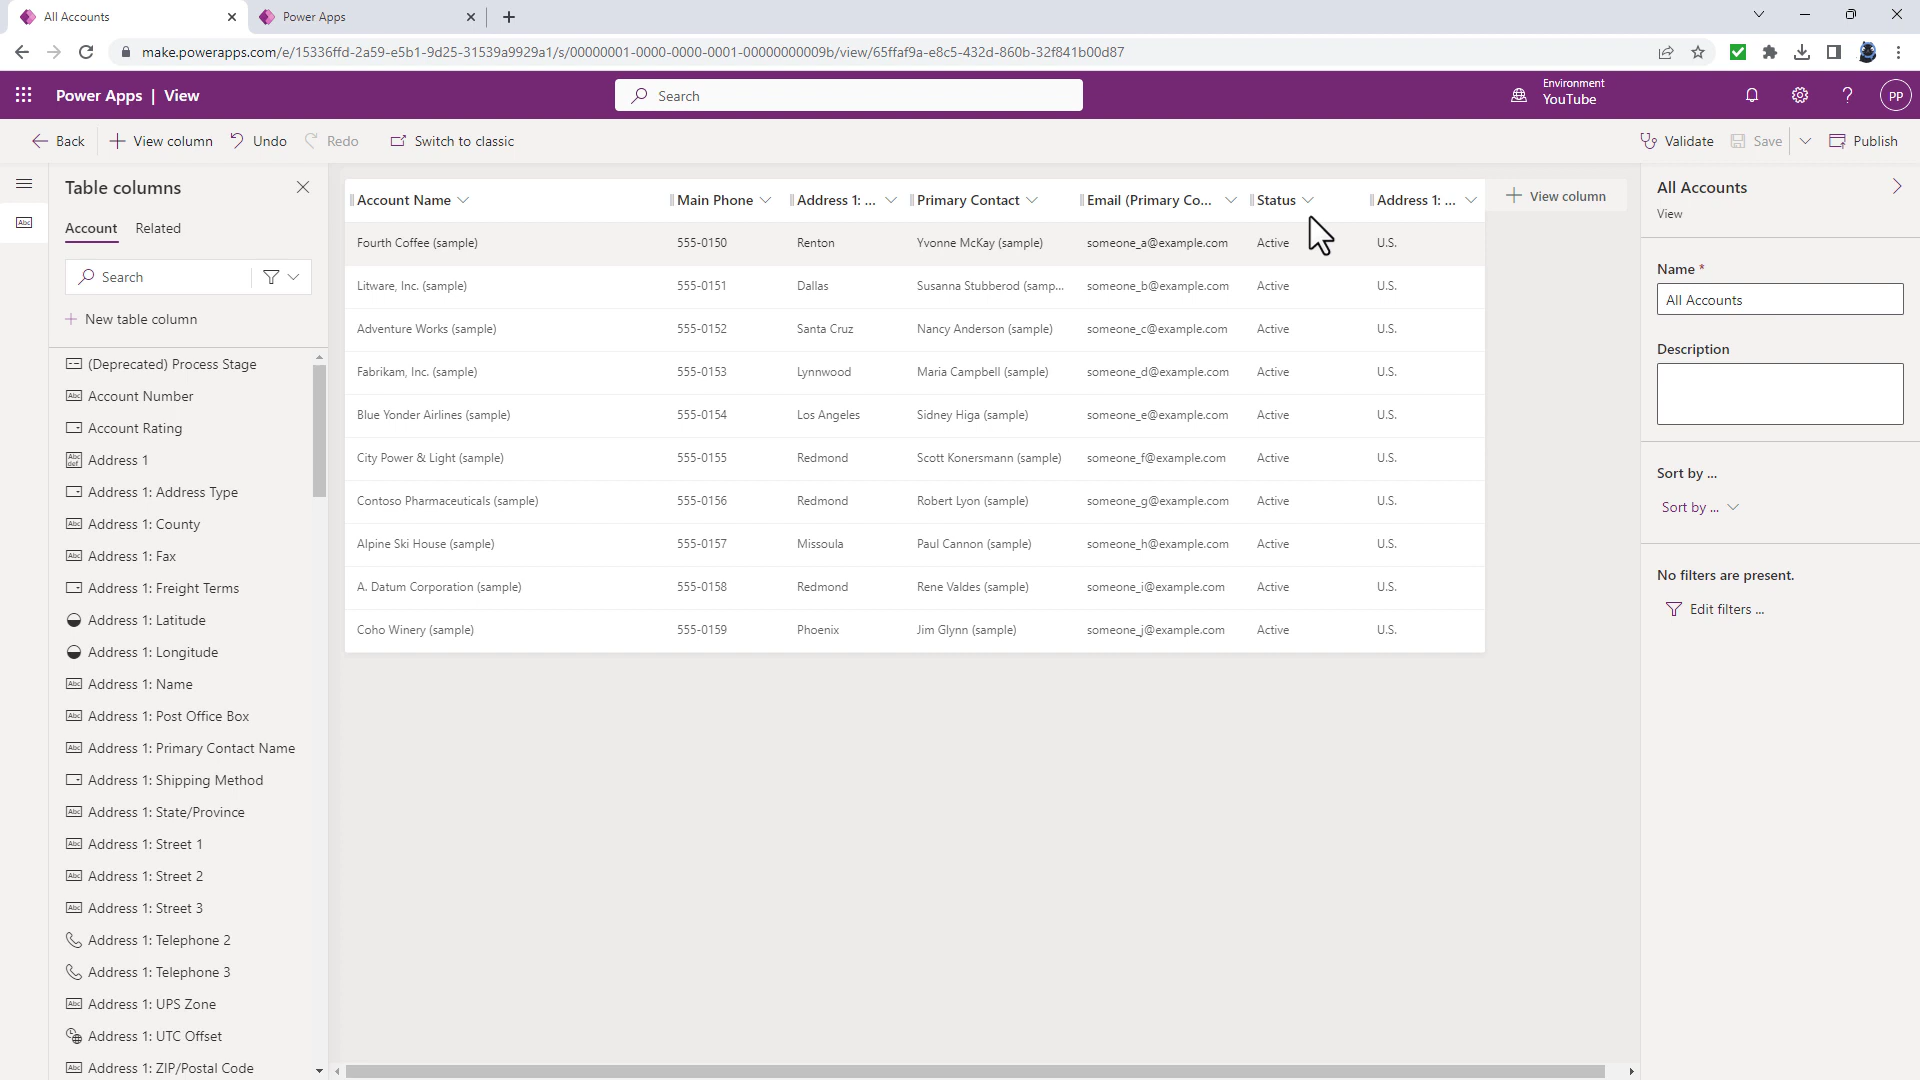 All Accounts
Power Apps
make.powerapps.com/e/15336ffd-2a59-e5b1-9d25-31539a9929a1/s/00000001-0000-0000-0001-00000000009b/view/65ffaf9a-e8c5-432d-860b-32f841b00d87
Power Apps | View
Search
Environment
YouTube
PP
Back
View column
Undo
Redo
Switch to classic
Validate
Save
Publish
Table columns
Account
Related
Search
New table column
(Deprecated) Process Stage
Account Number
Account Rating
Address 1
Address 1: Address Type
Address 1: County
Address 1: Fax
Address 1: Freight Terms
Address 1: Latitude
Address 1: Longitude
Address 1: Name
Address 1: Post Office Box
Address 1: Primary Contact Name
Address 1: Shipping Method
Address 1: State/Province
Address 1: Street 1
Address 1: Street 2
Address 1: Street 3
Address 1: Telephone 2
Address 1: Telephone 3
Address 1: UPS Zone
Address 1: UTC Offset
Address 1: ZIP/Postal Code
Account Name Main Phone Address 1: ... Primary Contact Email (Primary Co... Status Address 1: ...
View column
Fourth Coffee (sample) 555-0150 Renton Yvonne McKay (sample) someone_a@example.com Active U.S.
Litware, Inc. (sample) 555-0151 Dallas Susanna Stubberod (samp... someone_b@example.com Active U.S.
Adventure Works (sample) 555-0152 Santa Cruz Nancy Anderson (sample) someone_c@example.com Active U.S.
Fabrikam, Inc. (sample) 555-0153 Lynnwood Maria Campbell (sample) someone_d@example.com Active U.S.
Blue Yonder Airlines (sample) 555-0154 Los Angeles Sidney Higa (sample) someone_e@example.com Active U.S.
City Power & Light (sample) 555-0155 Redmond Scott Konersmann (sample) someone_f@example.com Active U.S.
Contoso Pharmaceuticals (sample) 555-0156 Redmond Robert Lyon (sample) someone_g@example.com Active U.S.
Alpine Ski House (sample) 555-0157 Missoula Paul Cannon (sample) someone_h@example.com Active U.S.
A. Datum Corporation (sample) 555-0158 Redmond Rene Valdes (sample) someone_i@example.com Active U.S.
Coho Winery (sample) 555-0159 Phoenix Jim Glynn (sample) someone_j@example.com Active U.S.
All Accounts
View
Name *
All Accounts
Description
Sort by ...
Sort by ...
No filters are present.
Edit filters ...